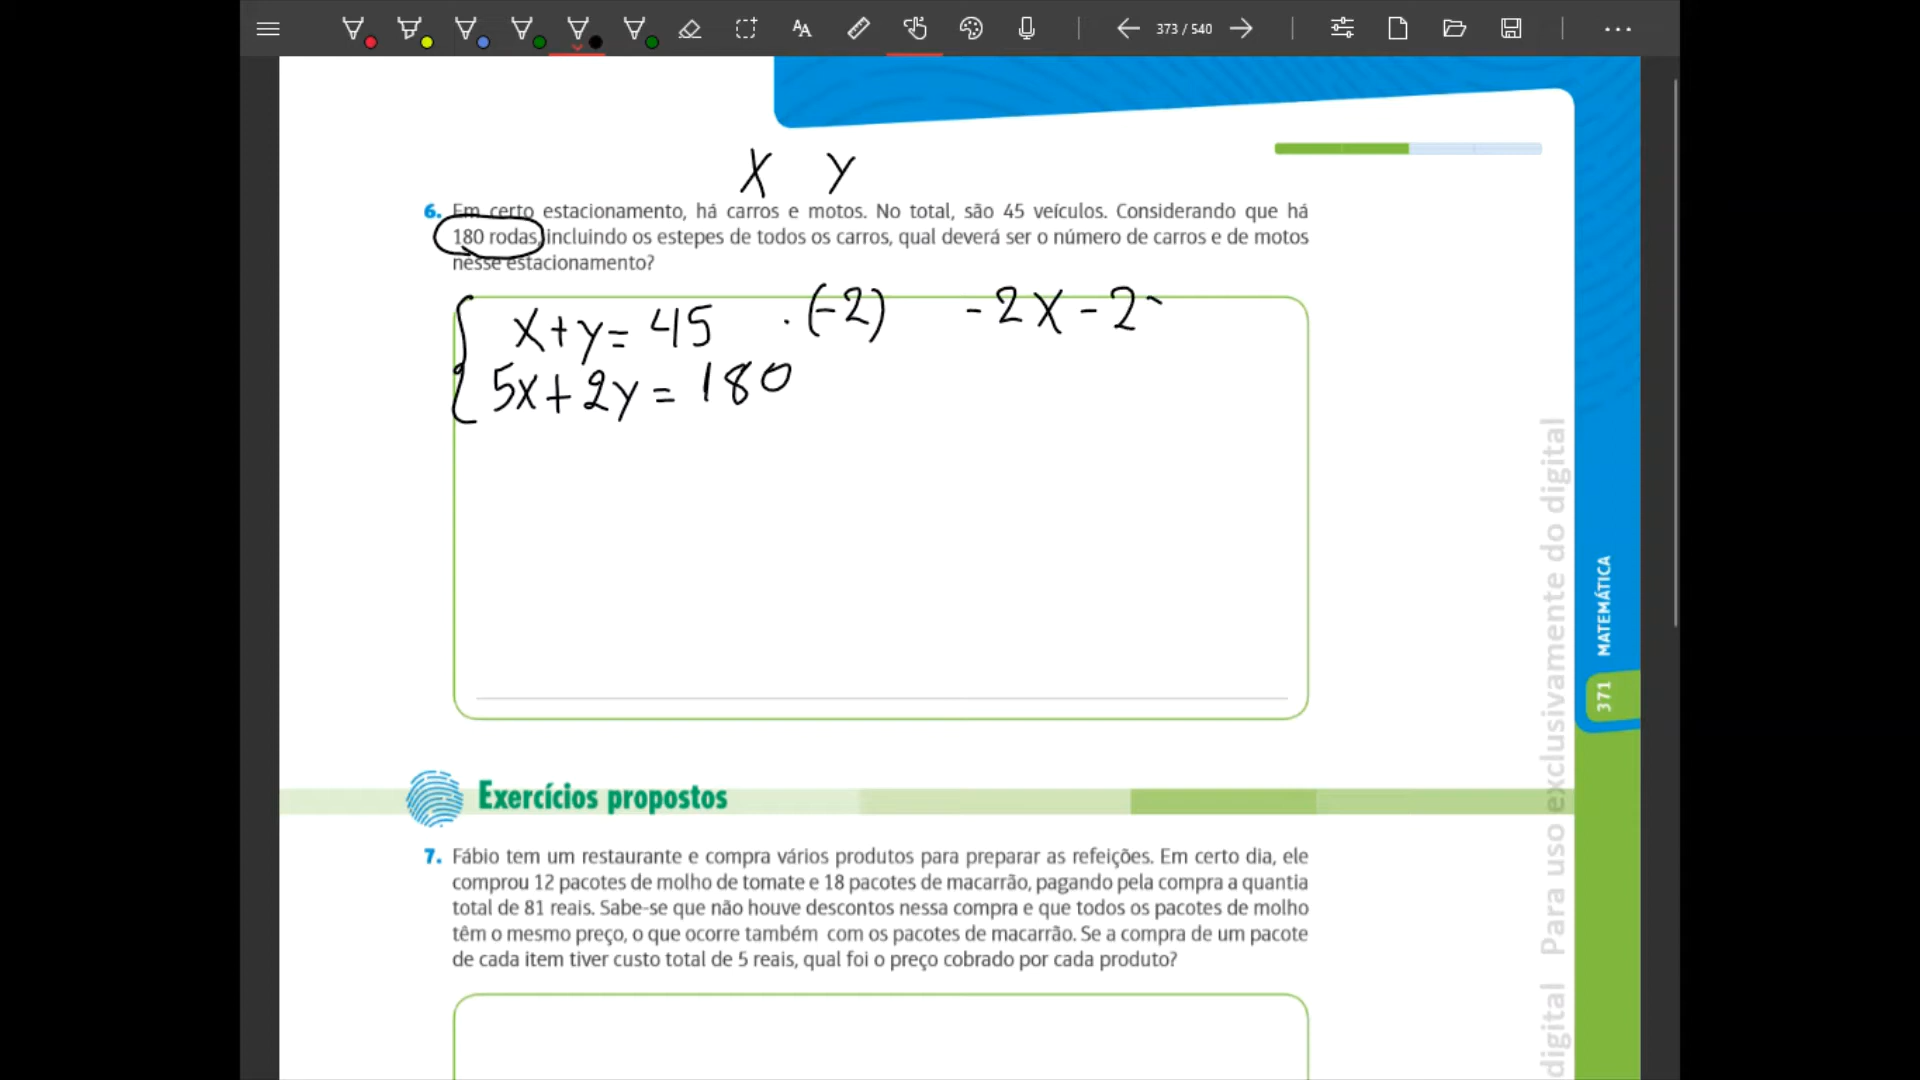 373 / 540
X Y
6. Em certo estacionamento, há carros e motos. No total, são 45 veículos. Considerando que há
180 rodas, incluindo os estepes de todos os carros, qual deverá ser o número de carros e de motos
nesse estacionamento?
x+y= 45 .(-2) -2X-2
5x+2y= 180
Exercícios propostos
7. Fábio tem um restaurante e compra vários produtos para preparar as refeições. Em certo dia, ele
comprou 12 pacotes de molho de tomate e 18 pacotes de macarrão, pagando pela compra a quantia
total de 81 reais. Sabe-se que não houve descontos nessa compra e que todos os pacotes de molho
têm o mesmo preço, o que ocorre também com os pacotes de macarrão. Se a compra de um pacote
de cada item tiver custo total de 5 reais, qual foi o preço cobrado por cada produto?
digital Para uso exclusivamente do digital
371 MATEMÁTICA